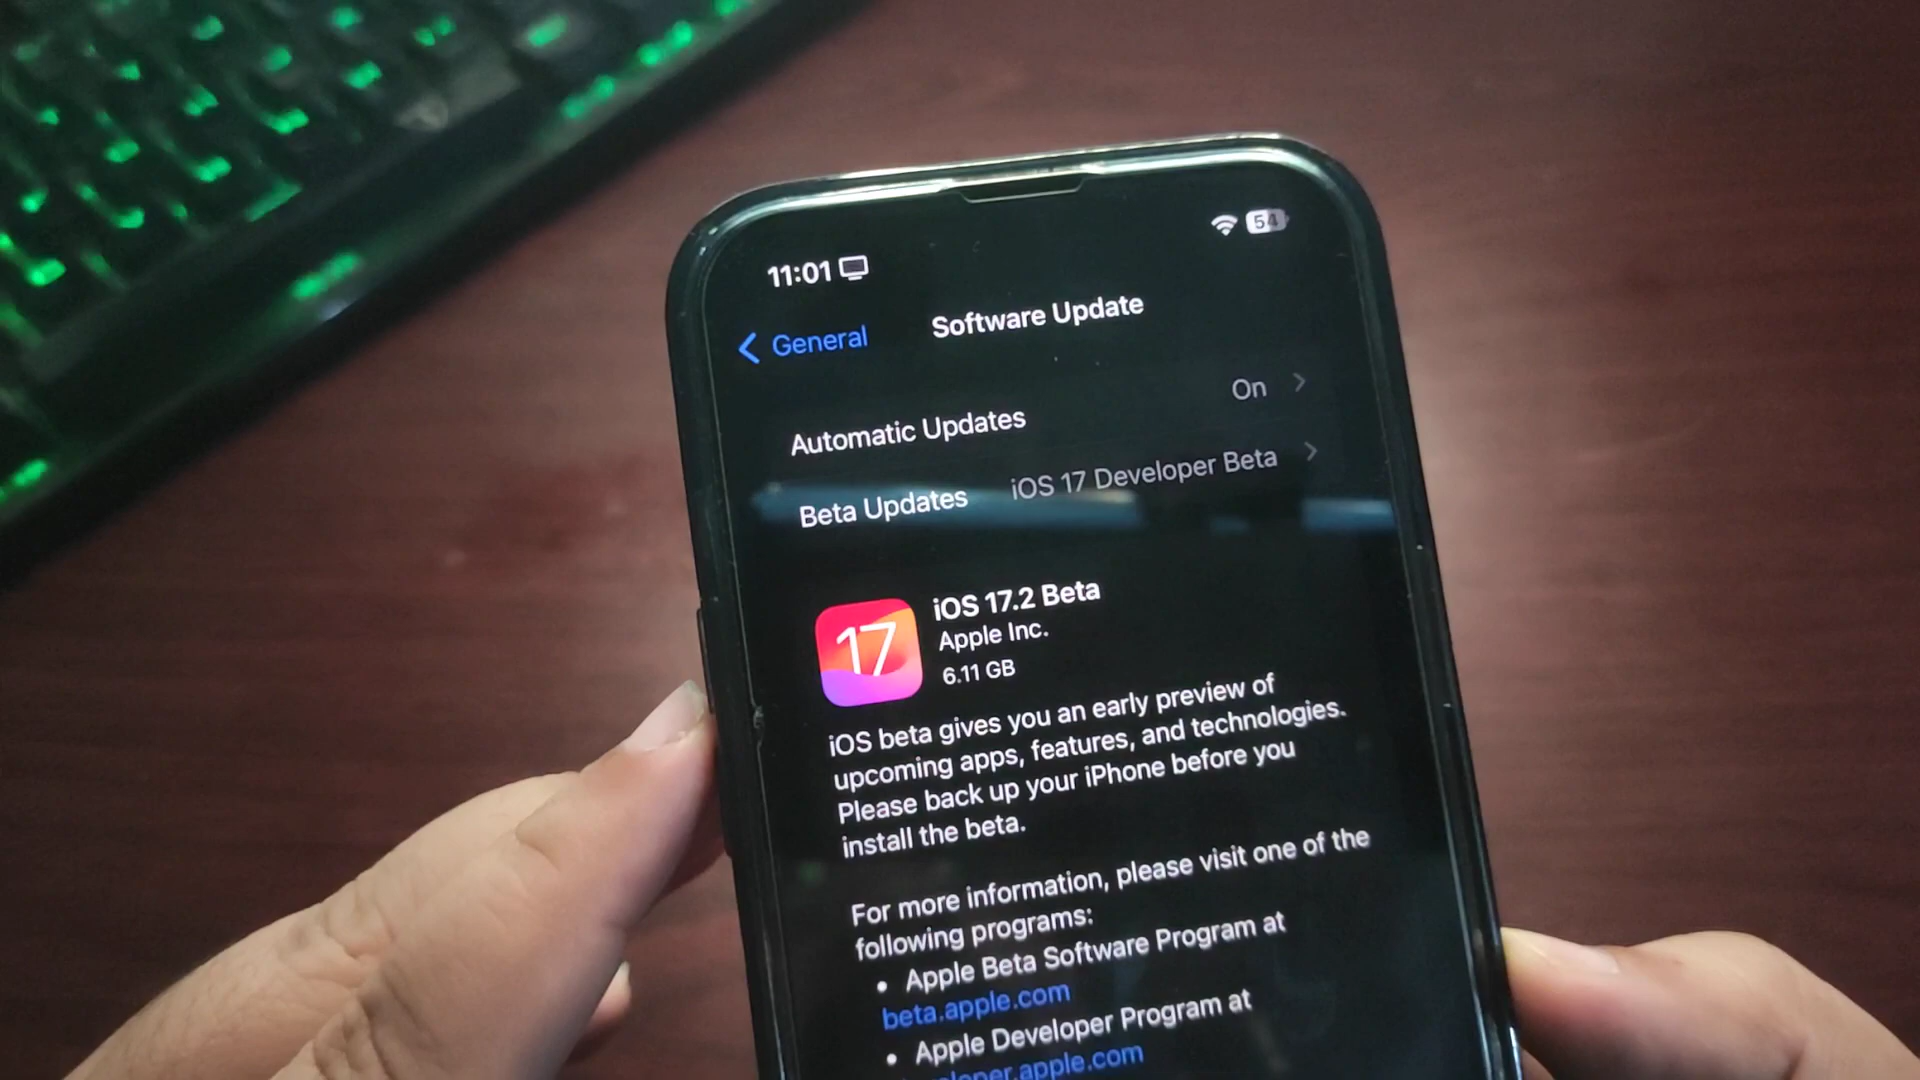 11:01
54
General
Software Update
Automatic Updates
On
Beta Updates
iOS 17 Developer Beta
17
iOS 17.2 Beta
Apple Inc.
6.11 GB
iOS beta gives you an early preview of
upcoming apps, features, and technologies.
Please back up your iPhone before you
install the beta.
For more information, please visit one of the
following programs:
• Apple Beta Software Program at
beta.apple.com
• Apple Developer Program at
eloper.apple.com